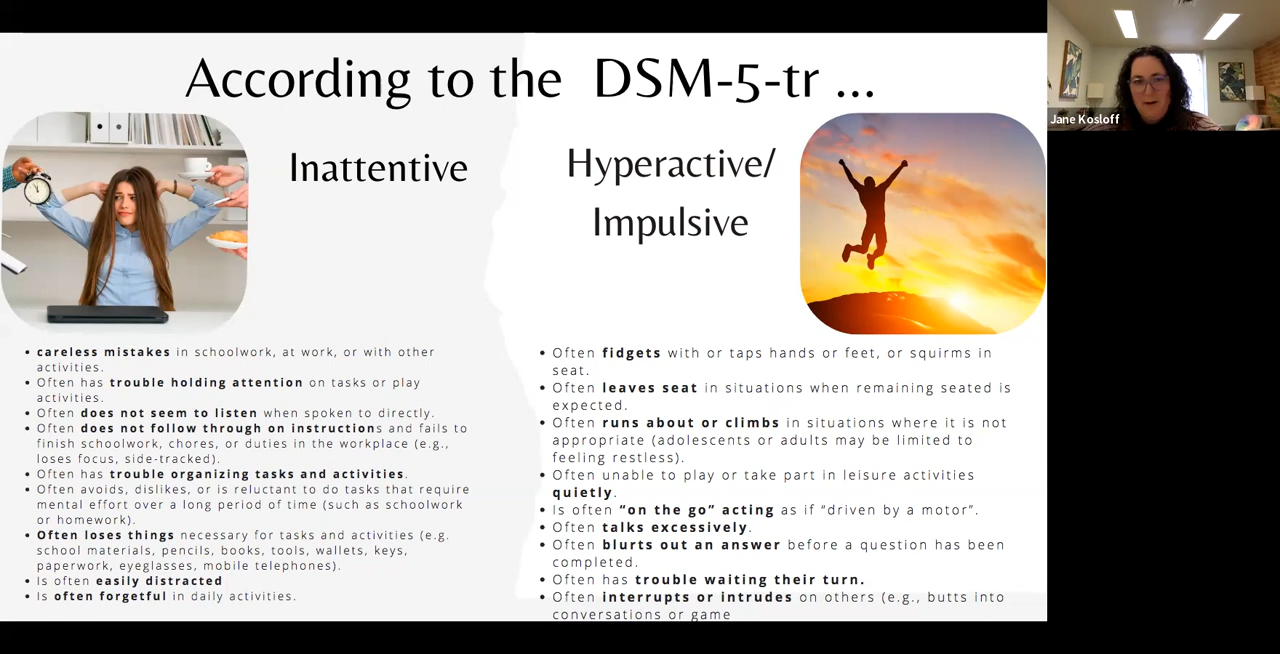 According to the DSM-5-tr ...
Inattentive
careless mistakes in schoolwork, at work, or with other
activities.
Often has trouble holding attention on tasks or play
activities.
Often does not seem to listen when spoken to directly.
Often does not follow through on instructions and fails to
finish schoolwork, chores, or duties in the workplace (e.g.,
loses focus, side-tracked).
Often has trouble organizing tasks and activities.
Often avoids, dislikes, or is reluctant to do tasks that require
mental effort over a long period of time (such as schoolwork
or homework).
Often loses things necessary for tasks and activities (e.g.
school materials, pencils, books, tools, wallets, keys,
paperwork, eyeglasses, mobile telephones).
Is often easily distracted
Is often forgetful in daily activities.
Hyperactive/
Impulsive
Often fidgets with or taps hands or feet, or squirms in
seat.
Often leaves seat in situations when remaining seated is
expected.
Often runs about or climbs in situations where it is not
appropriate (adolescents or adults may be limited to
feeling restless).
Often unable to play or take part in leisure activities
quietly.
Is often “on the go” acting as if “driven by a motor”.
Often talks excessively.
Often blurts out an answer before a question has been
completed.
Often has trouble waiting their turn.
Often interrupts or intrudes on others (e.g., butts into
conversations or game
Jane Kosloff